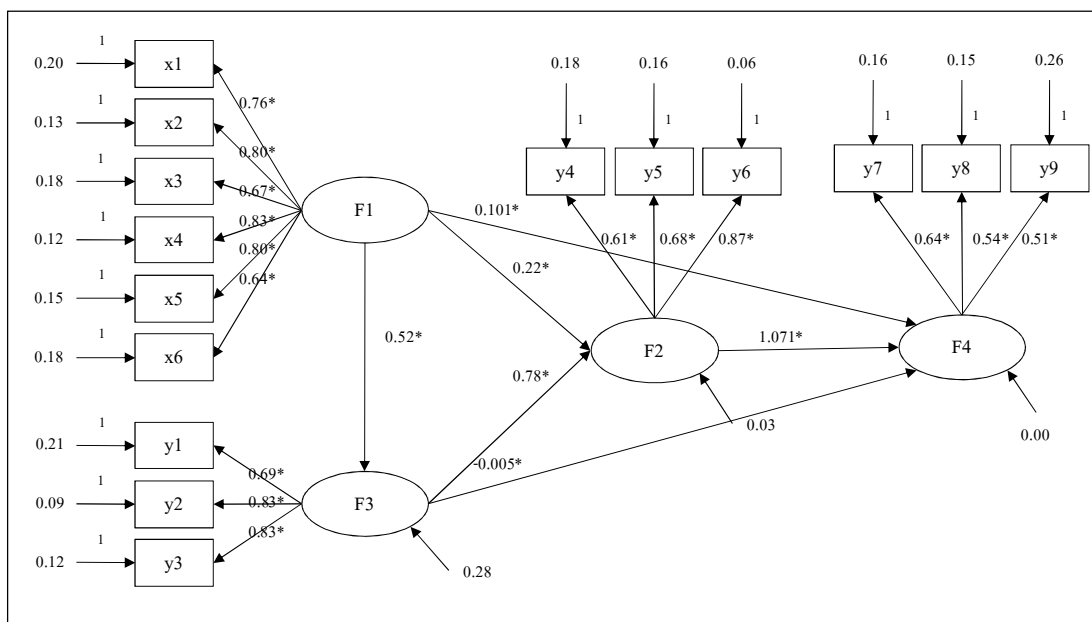 0.20
1
x1
0.76*
0.13
1
x2
0.80*
0.18
1
x3
0.67*
0.12
1
x4
0.83*
0.15
1
x5
0.80*
0.18
1
x6
0.64*
F1
0.101*
0.22*
0.52*
0.21
1
y1
0.69*
0.09
1
y2
0.83*
0.12
1
y3
0.83*
F3
0.28
0.78*
-0.005*
0.18
0.16
0.06
1
1
1
y4
y5
y6
0.61*
0.68*
0.87*
F2
0.03
1.071*
0.16
0.15
0.26
1
1
1
y7
y8
y9
0.64*
0.54*
0.51*
F4
0.00